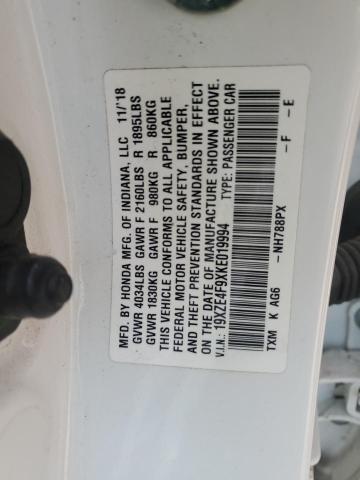 MFD. BY HONDA MFG. OF INDIANA, LLC 11/'18
GVWR 4034LBS GAWR F 2160LBS R 1895LBS
GVWR 1830KG GAWR F 980KG R 860KG
THIS VEHICLE CONFORMS TO ALL APPLICABLE
FEDERAL MOTOR VEHICLE SAFETY, BUMPER,
AND THEFT PREVENTION STANDARDS IN EFFECT
ON THE DATE OF MANUFACTURE SHOWN ABOVE.
V.I.N.: 19XZE4F9XKE019994 TYPE: PASSENGER CAR
TXM K AG6 -NH788PX -F -E